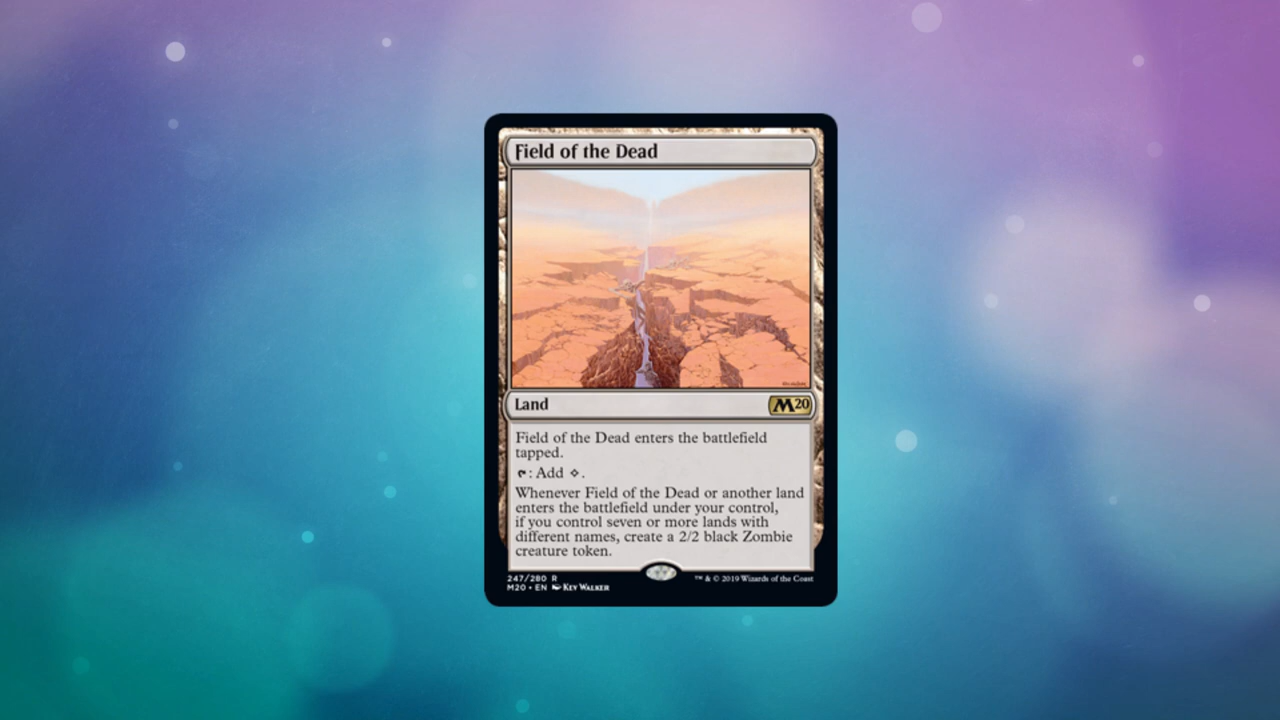 Field of the Dead
Land
M20
Field of the Dead enters the battlefield
tapped.
: Add .
Whenever Field of the Dead or another land
enters the battlefield under your control,
if you control seven or more lands with
different names, create a 2/2 black Zombie
creature token.
247/280 R
M20 • EN Kev Walker
™ & © 2019 Wizards of the Coast